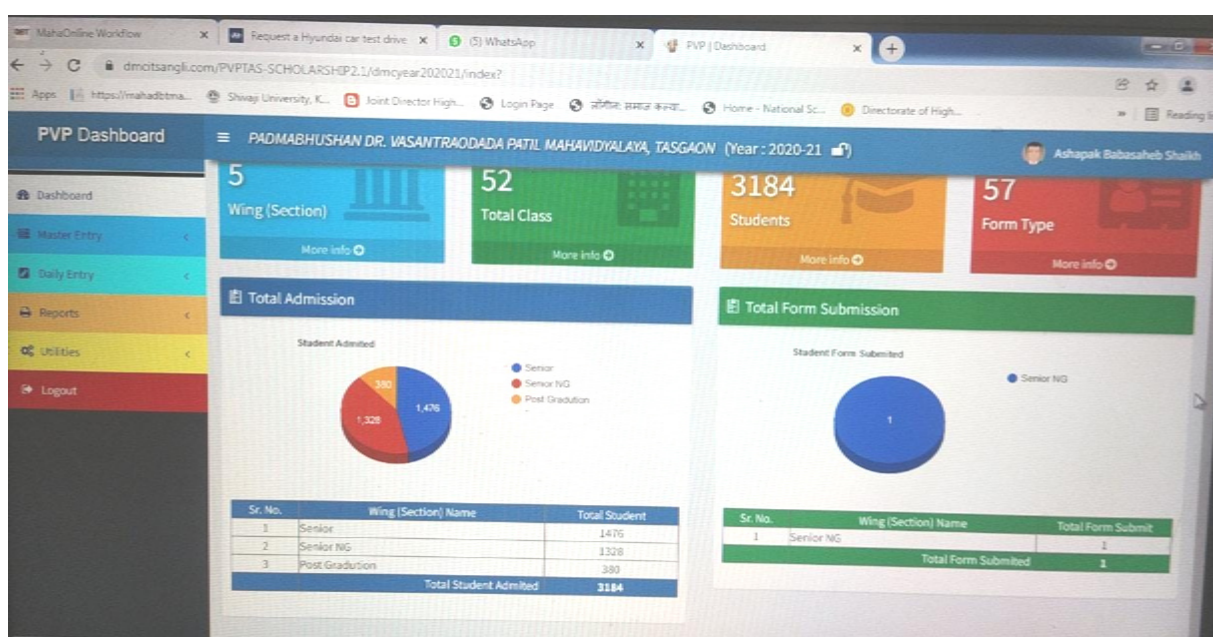 MahaOnline Workflow
Request a Hyundai car test drive
(5) WhatsApp
PVP | Dashboard
dmcitsangli.com/PVPTAS-SCHOLARSHIP2.1/dmcyear202021/index?
Apps
https://mahadbtma...
Shivaji University, K...
Joint Director High...
Login Page
लॉगीन: समाज कल्या...
Home - National Sc...
Directorate of High...
Reading
PVP Dashboard
PADMABHUSHAN DR. VASANTRAODADA PATIL MAHAVIDYALAYA, TASGAON (Year : 2020-21 )
Ashapak Babasaheb Shaikh
Dashboard
Master Entry
Daily Entry
Reports
Utilities
Logout
5
Wing (Section)
More info
52
Total Class
More info
3184
Students
More info
57
Form Type
More info
Total Admission
Student Admited
380
1,476
1,328
Senior
Senior NG
Post Gradution
Sr. No. Wing (Section) Name Total Student
1 Senior 1476
2 Senior NG 1328
3 Post Gradution 380
Total Student Admited 3184
Total Form Submission
Student Form Submited
1
Senior NG
Sr. No. Wing (Section) Name Total Form Submit
1 Senior NG 1
Total Form Submited 1